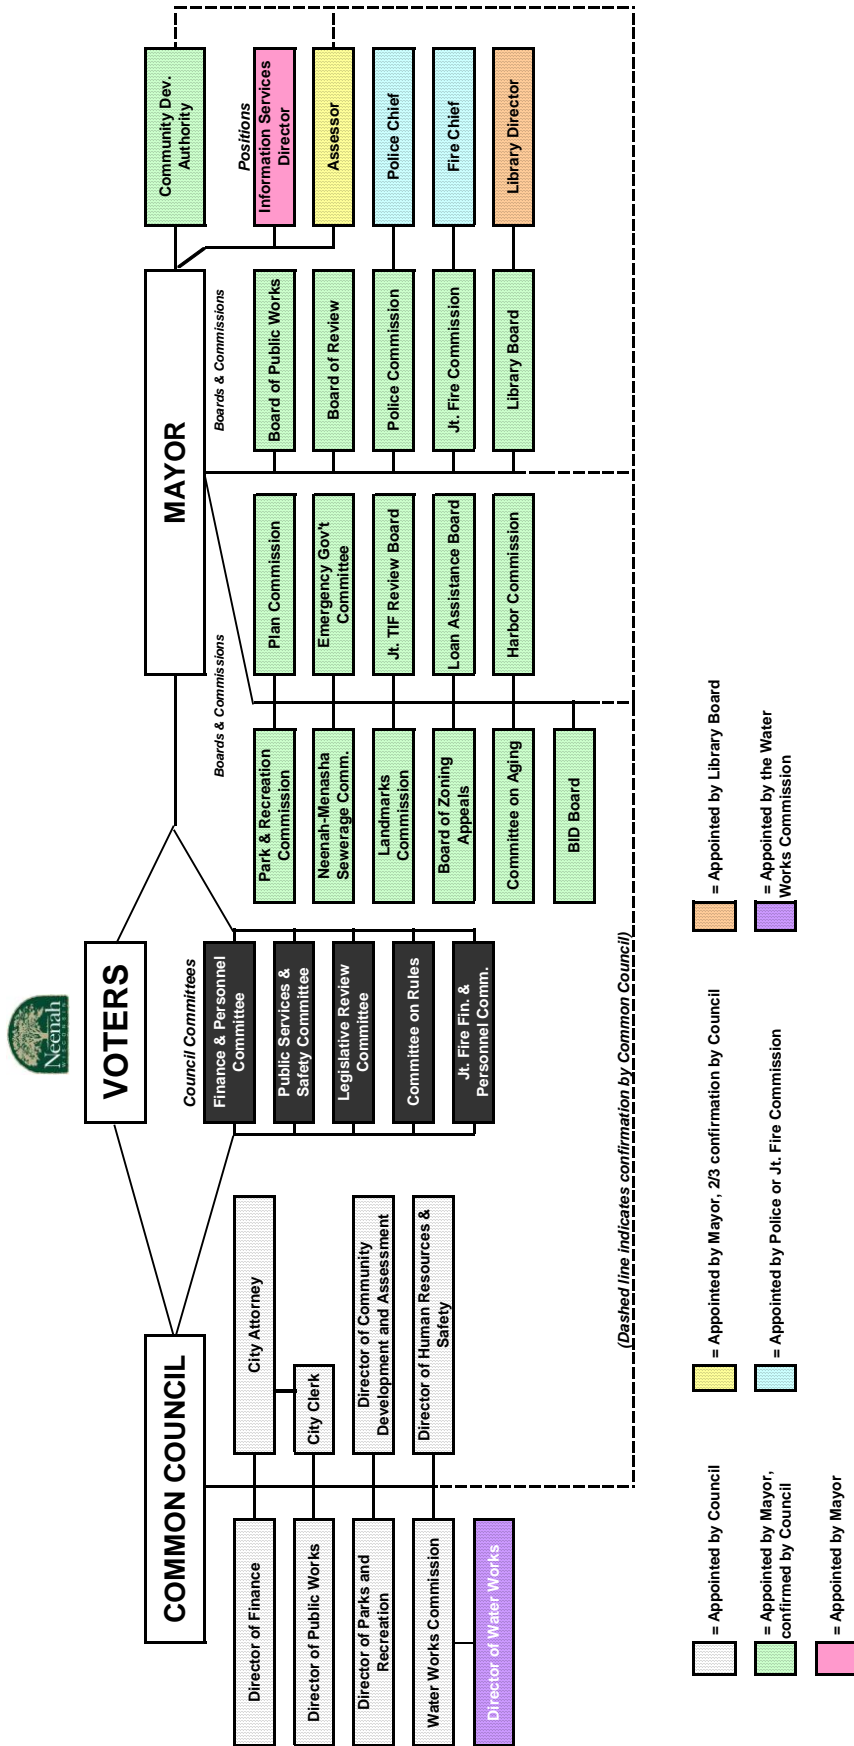 Neenah
WISCONSIN
VOTERS
COMMON COUNCIL
MAYOR
Community Dev.
Authority
Director of Finance
Director of Public Works
Director of Parks and
Recreation
Water Works Commission
Director of Water Works
City Attorney
City Clerk
Director of Community
Development and Assessment
Director of Human Resources &
Safety
Council Committees
Finance & Personnel
Committee
Public Services &
Safety Committee
Legislative Review
Committee
Committee on Rules
Jt. Fire Fin. &
Personnel Comm.
Boards & Commissions
Park & Recreation
Commission
Neenah-Menasha
Sewerage Comm.
Landmarks
Commission
Board of Zoning
Appeals
Committee on Aging
BID Board
Plan Commission
Emergency Gov't
Committee
Jt. TIF Review Board
Loan Assistance Board
Harbor Commission
Boards & Commissions
Board of Public Works
Board of Review
Police Commission
Jt. Fire Commission
Library Board
Positions
Information Services
Director
Assessor
Police Chief
Fire Chief
Library Director
(Dashed line indicates confirmation by Common Council)
= Appointed by Council
= Appointed by Mayor,
confirmed by Council
= Appointed by Mayor
= Appointed by Mayor, 2/3 confirmation by Council
= Appointed by Police or Jt. Fire Commission
= Appointed by Library Board
= Appointed by the Water
Works Commission